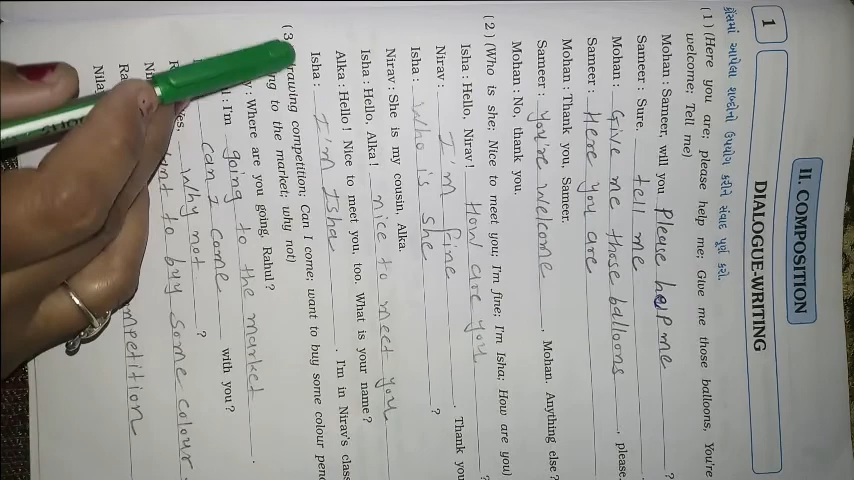 II. COMPOSITION
1
DIALOGUE-WRITING
કૌંસમાં આપેલા શબ્દોનો ઉપયોગ કરીને સંવાદ પૂર્ણ કરો.
(1) (Here you are; please help me; Give me those balloons, You're
welcome; Tell me)
Mohan : Sameer, will you Please help me ?
Sameer : Sure, tell me
Mohan : Give me those balloons, please.
Sameer : Here you are
Mohan : Thank you, Sameer.
Sameer : You're welcome, Mohan. Anything else ?
Mohan : No, thank you.
(2) (Who is she; Nice to meet you; I'm fine; I'm Isha; How are you)
Isha : Hello, Nirav ! How are you ?
Nirav : I'm fine. Thank you
Isha : Who is she ?
Nirav : She is my cousin, Alka.
Isha : Hello, Alka ! nice to meet you
Alka : Hello ! Nice to meet you, too. What is your name ?
Isha : I'm Isha. I'm in Nirav's class
(3 rawing competition; Can I come; want to buy some colour penc
ng to the market; why not)
: Where are you going, Rahul ?
: I'm going to the market.
can I come with you ?
Yes, why not ?
nt to buy some colour
Ra mpetition
Nila